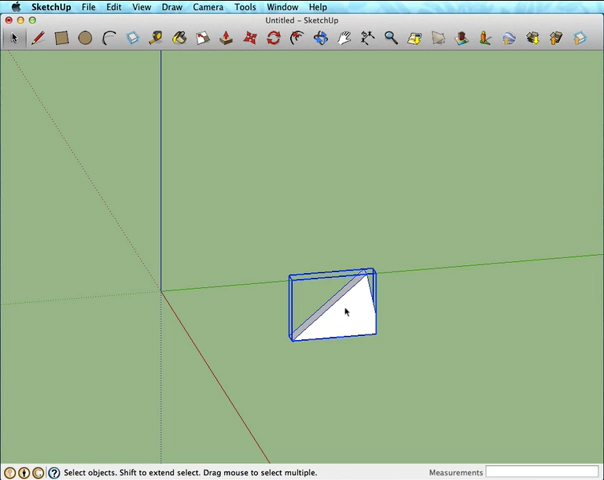 SketchUp File Edit View Draw Camera Tools Window Help
Untitled - SketchUp
Select objects. Shift to extend select. Drag mouse to select multiple. Measurements